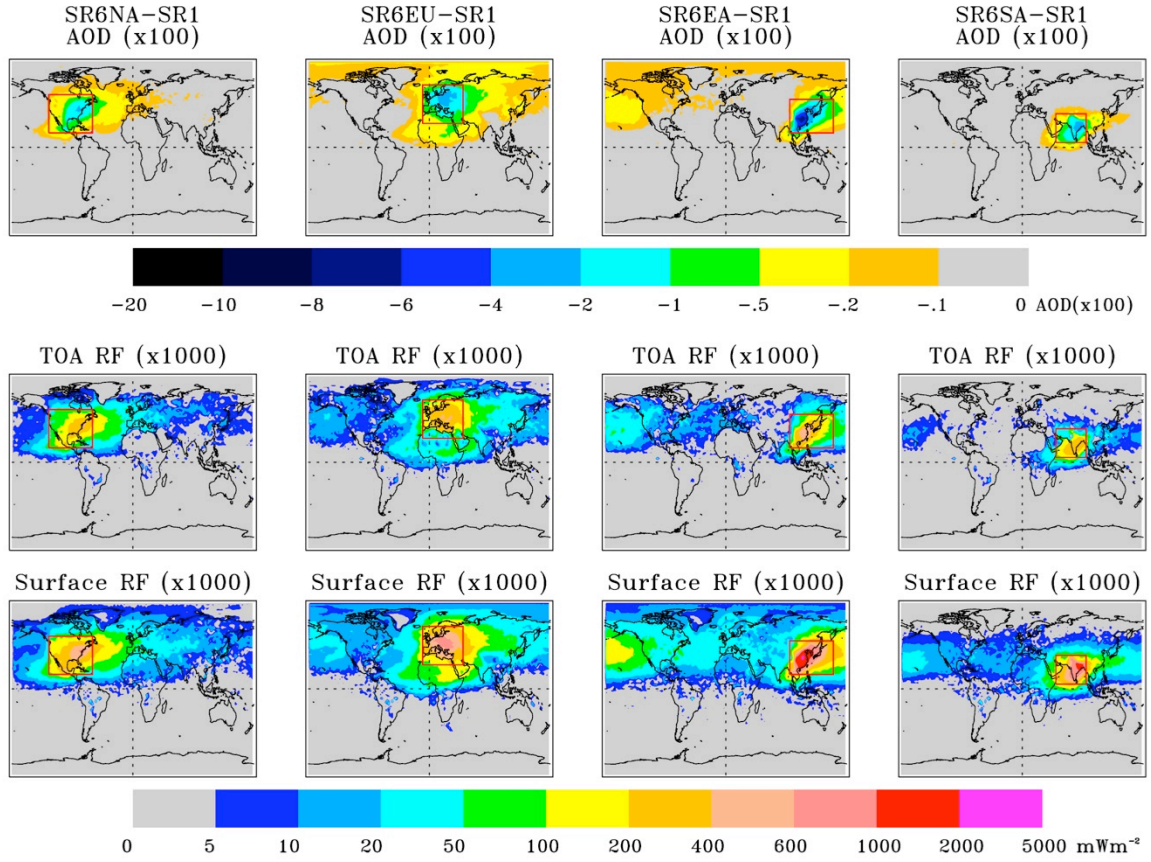 SR6NA-SR1 SR6EU-SR1 SR6EA-SR1 SR6SA-SR1
AOD (x100) AOD (x100) AOD (x100) AOD (x100)
-20 -10 -8 -6 -4 -2 -1 -.5 -.2 -.1 0 AOD(x100)
TOA RF (x1000) TOA RF (x1000) TOA RF (x1000) TOA RF (x1000)
Surface RF (x1000) Surface RF (x1000) Surface RF (x1000) Surface RF (x1000)
0 5 10 20 50 100 200 400 600 1000 2000 5000 mWm⁻²